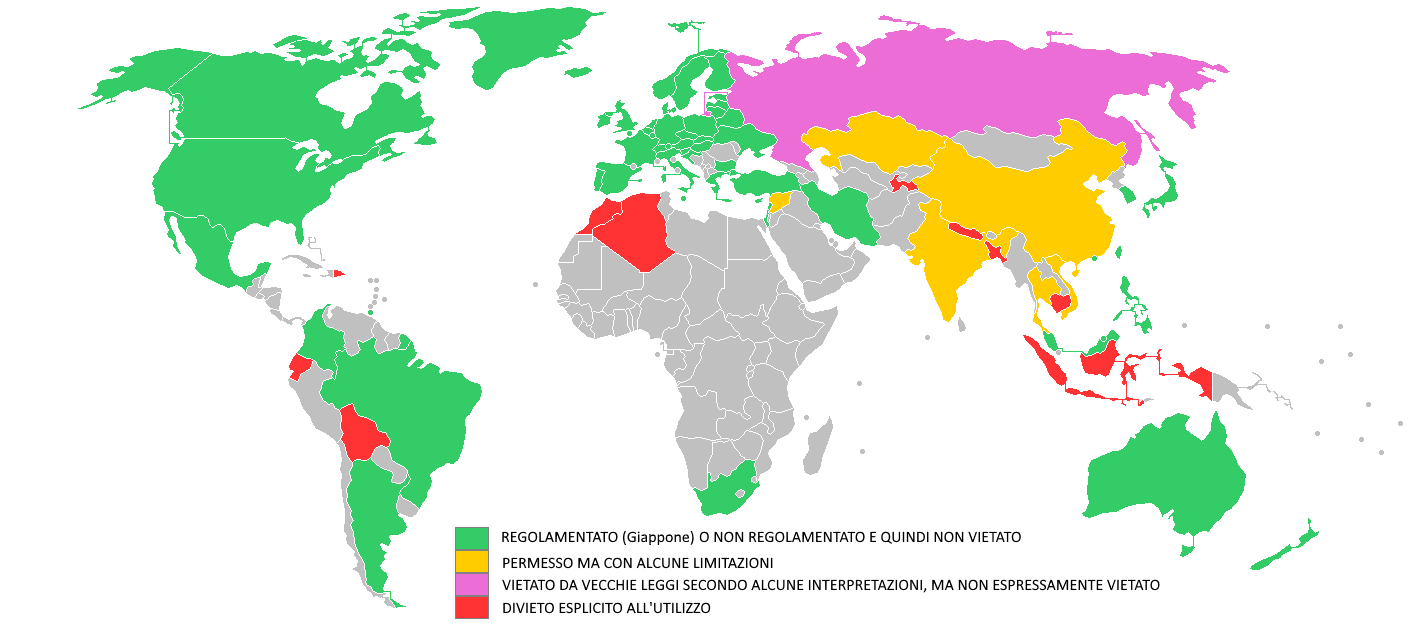 REGOLAMENTATO (Giappone) O NON REGOLAMENTATO E QUINDI NON VIETATO
PERMESSO MA CON ALCUNE LIMITAZIONI
VIETATO DA VECCHIE LEGGI SECONDO ALCUNE INTERPRETAZIONI, MA NON ESPRESSAMENTE VIETATO
DIVIETO ESPLICITO ALL'UTILIZZO